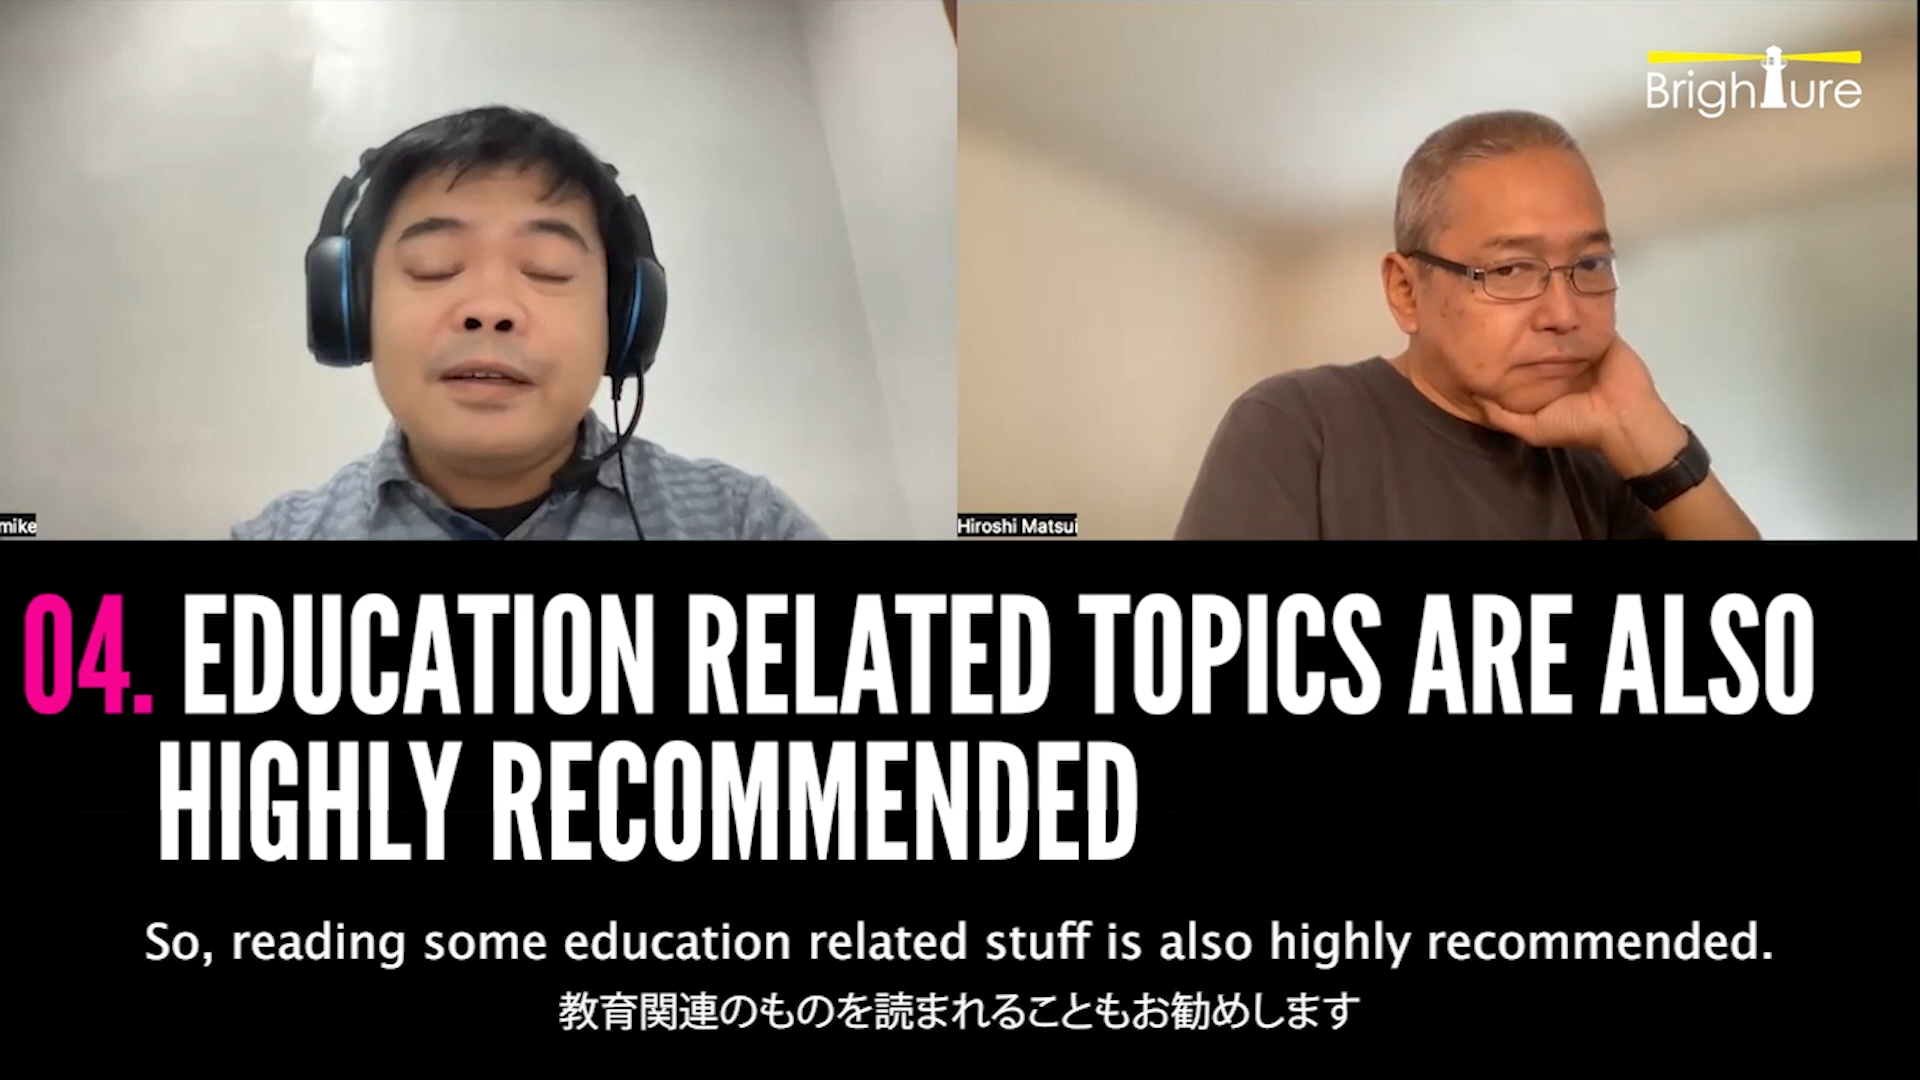 Brighture
mike
Hiroshi Matsui
04. EDUCATION RELATED TOPICS ARE ALSO
HIGHLY RECOMMENDED
So, reading some education related stuff is also highly recommended.
教育関連のものを読まれることもお勧めします